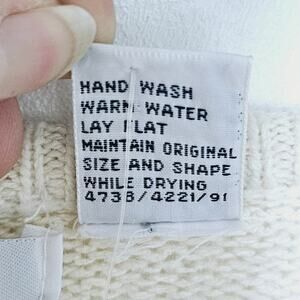 HAND WASH
WARM WATER
LAY FLAT
MAINTAIN ORIGINAL
SIZE AND SHAPE
WHILE DRYING
4738/4221/91